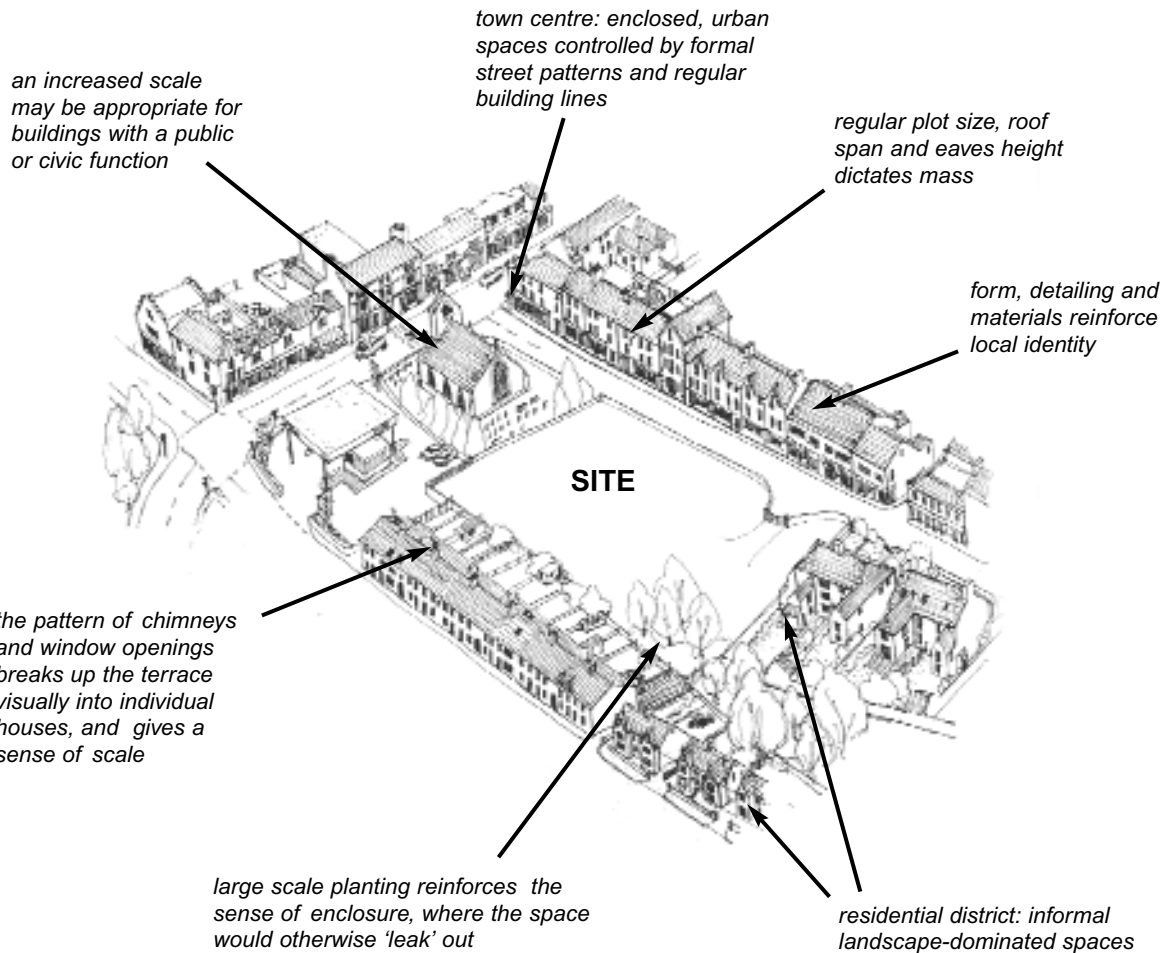 town centre: enclosed, urban
spaces controlled by formal
street patterns and regular
building lines
an increased scale
may be appropriate for
buildings with a public
or civic function
regular plot size, roof
span and eaves height
dictates mass
form, detailing and
materials reinforce
local identity
SITE
the pattern of chimneys
and window openings
breaks up the terrace
visually into individual
houses, and gives a
sense of scale
large scale planting reinforces the
sense of enclosure, where the space
would otherwise ‘leak’ out
residential district: informal
landscape-dominated spaces